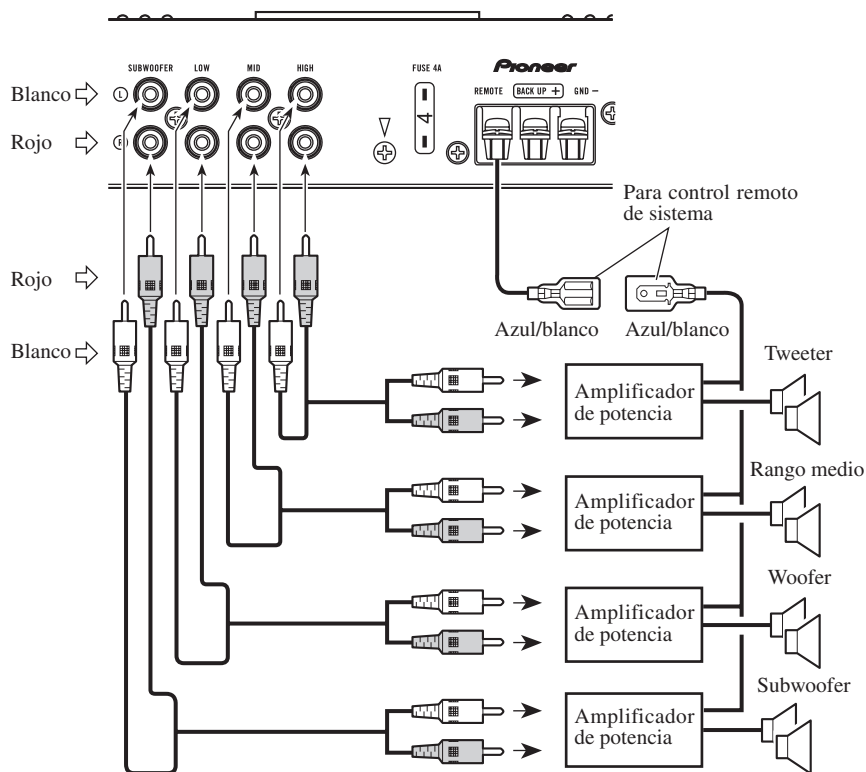 SUBWOOFER LOW MID HIGH
FUSE 4A
Pioneer
REMOTE BACK UP + GND −
Blanco
L
Rojo
R
4
Para control remoto
de sistema
Rojo
Blanco
Azul/blanco Azul/blanco
Tweeter
Amplificador
de potencia
Rango medio
Amplificador
de potencia
Woofer
Amplificador
de potencia
Subwoofer
Amplificador
de potencia